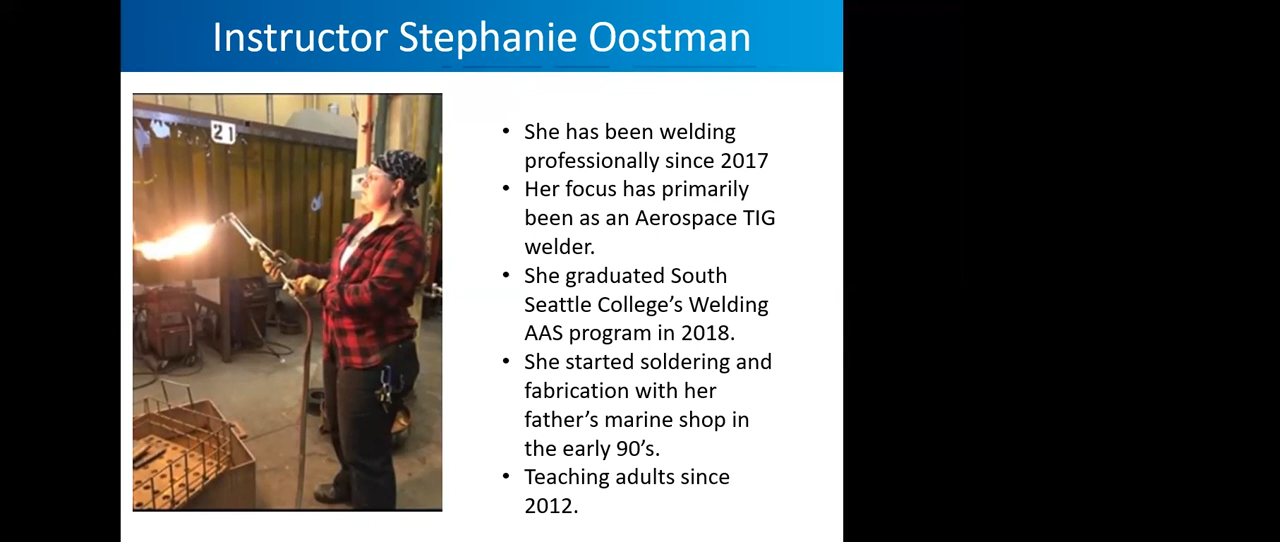 Instructor Stephanie Oostman
21
• She has been welding
professionally since 2017
• Her focus has primarily
been as an Aerospace TIG
welder.
• She graduated South
Seattle College’s Welding
AAS program in 2018.
• She started soldering and
fabrication with her
father’s marine shop in
the early 90’s.
• Teaching adults since
2012.